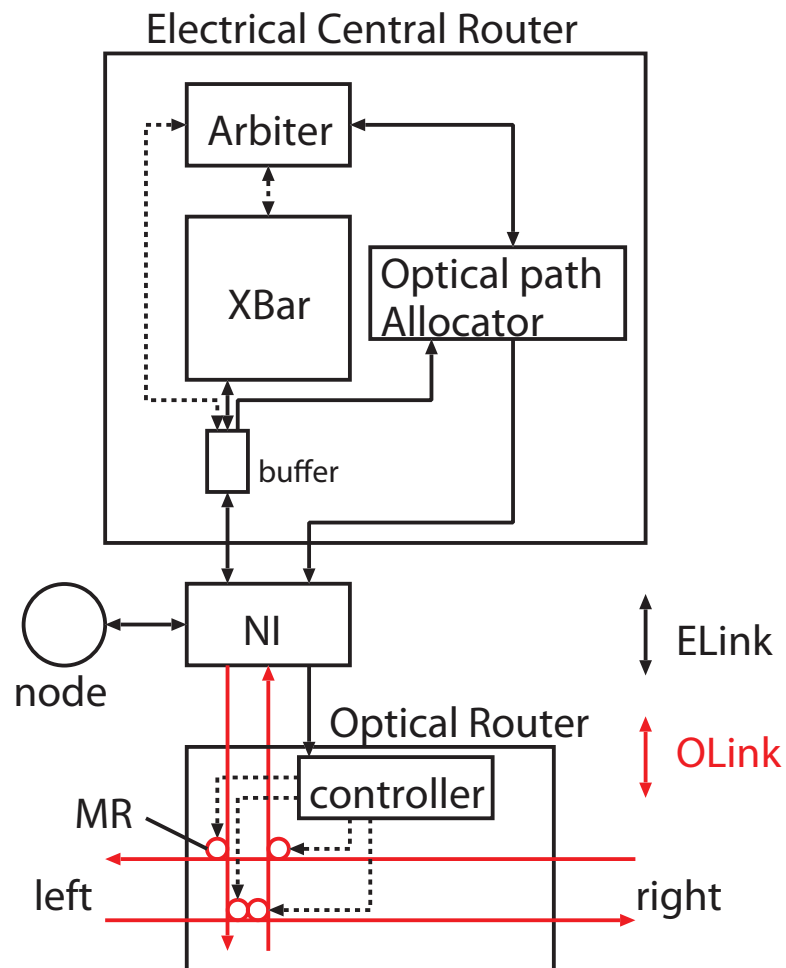 Electrical Central Router
Arbiter
XBar
Optical path
Allocator
buffer
NI
node
ELink
OLink
Optical Router
controller
MR
left
right